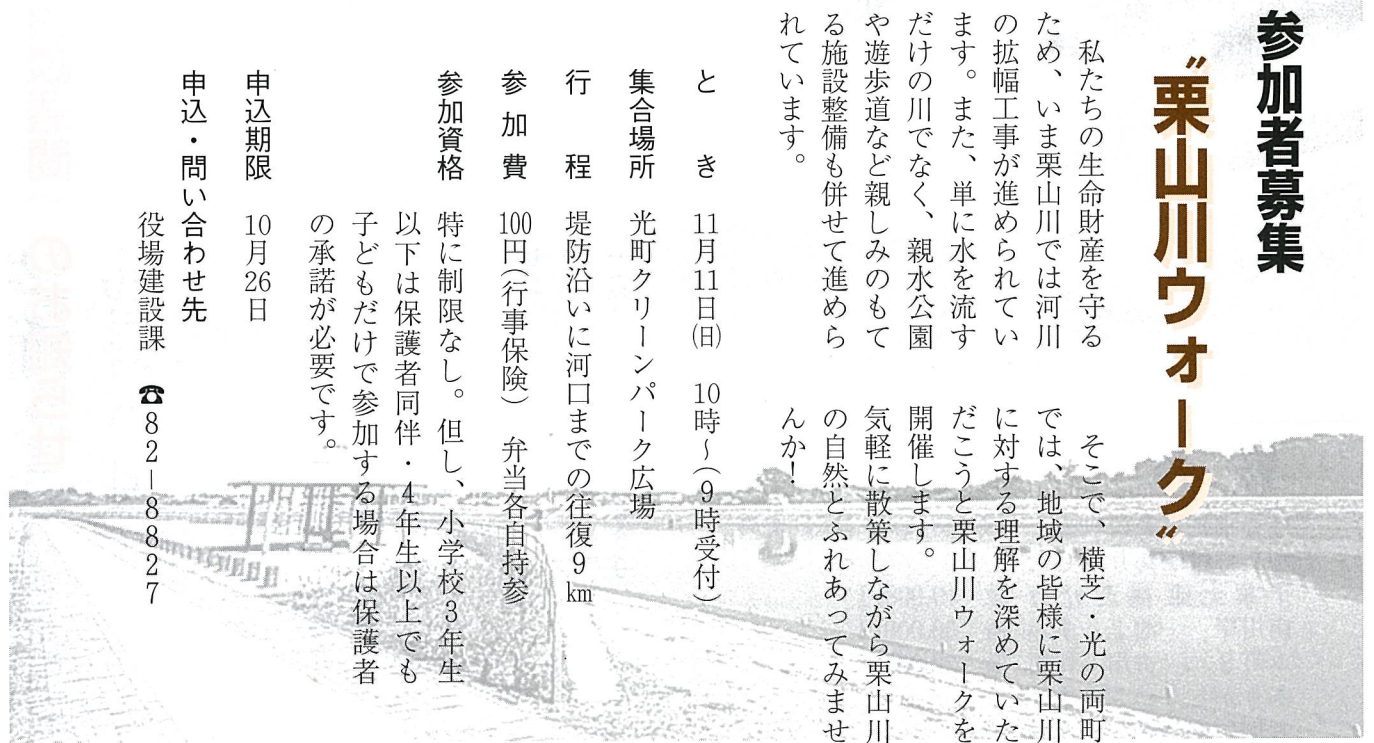 参加者募集
〝栗山川ウォーク〟
私たちの生命財産を守る
ため、いま栗山川では河川
の拡幅工事が進められてい
ます。また、単に水を流す
だけの川でなく、親水公園
や遊歩道など親しみのもて
る施設整備も併せて進めら
れています。
そこで、横芝・光の両町
では、地域の皆様に栗山川
に対する理解を深めていた
だこうと栗山川ウォークを
開催します。
気軽に散策しながら栗山川
の自然とふれあってみませ
んか!
とき 11月11日(日) 10時~(9時受付)
集合場所 光町クリーンパーク広場
行程 堤防沿いに河口までの往復9km
参加費 100円(行事保険) 弁当各自持参
参加資格 特に制限なし。但し、小学校3年生
以下は保護者同伴・4年生以上でも
子どもだけで参加する場合は保護者
の承諾が必要です。
申込期限 10月26日
申込・問い合わせ先
役場建設課 ☎82-8827